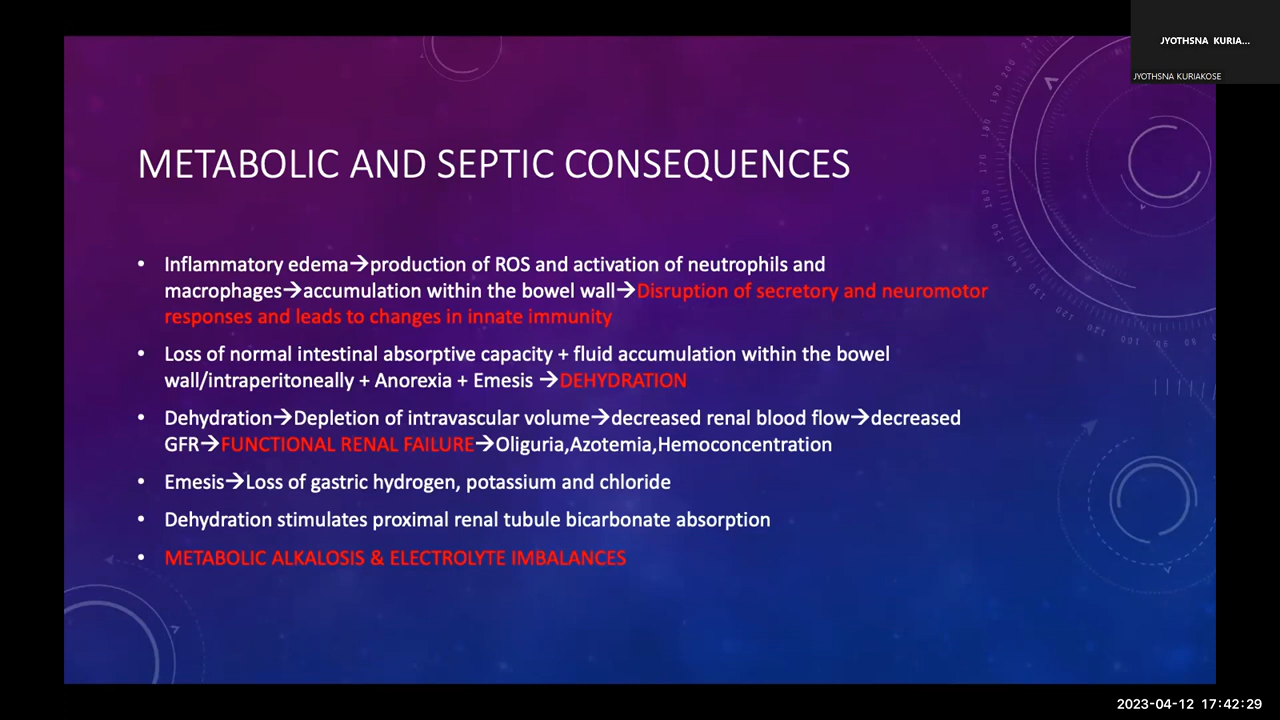 JYOTHSNA KURIA...
JYOTHSNA KURIAKOSE
METABOLIC AND SEPTIC CONSEQUENCES
• Inflammatory edema→production of ROS and activation of neutrophils and
macrophages→accumulation within the bowel wall→Disruption of secretory and neuromotor
responses and leads to changes in innate immunity
• Loss of normal intestinal absorptive capacity + fluid accumulation within the bowel
wall/intraperitoneally + Anorexia + Emesis →DEHYDRATION
• Dehydration→Depletion of intravascular volume→decreased renal blood flow→decreased
GFR→FUNCTIONAL RENAL FAILURE→Oliguria,Azotemia,Hemoconcentration
• Emesis→Loss of gastric hydrogen, potassium and chloride
• Dehydration stimulates proximal renal tubule bicarbonate absorption
• METABOLIC ALKALOSIS & ELECTROLYTE IMBALANCES
2023-04-12 17:42:29